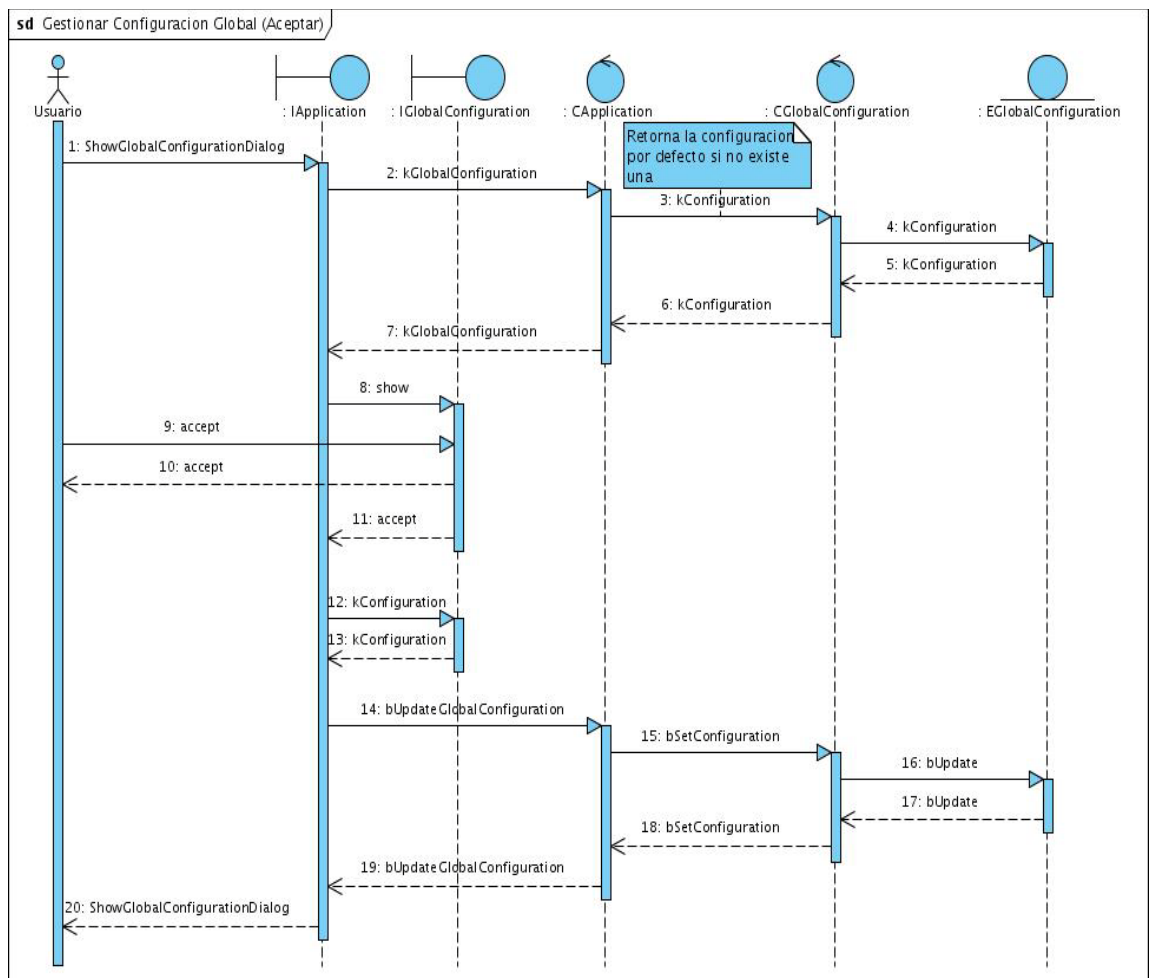 sd Gestionar Configuracion Global (Aceptar)
Usuario
: IApplication
: IGlobalConfiguration
: CApplication
: CGlobalConfiguration
: EGlobalConfiguration
Retorna la configuracion
por defecto si no existe
una
1: ShowGlobalConfigurationDialog
2: kGlobalConfiguration
3: kConfiguration
4: kConfiguration
5: kConfiguration
6: kConfiguration
7: kGlobalConfiguration
8: show
9: accept
10: accept
11: accept
12: kConfiguration
13: kConfiguration
14: bUpdateGlobalConfiguration
15: bSetConfiguration
16: bUpdate
17: bUpdate
18: bSetConfiguration
19: bUpdateGlobalConfiguration
20: ShowGlobalConfigurationDialog